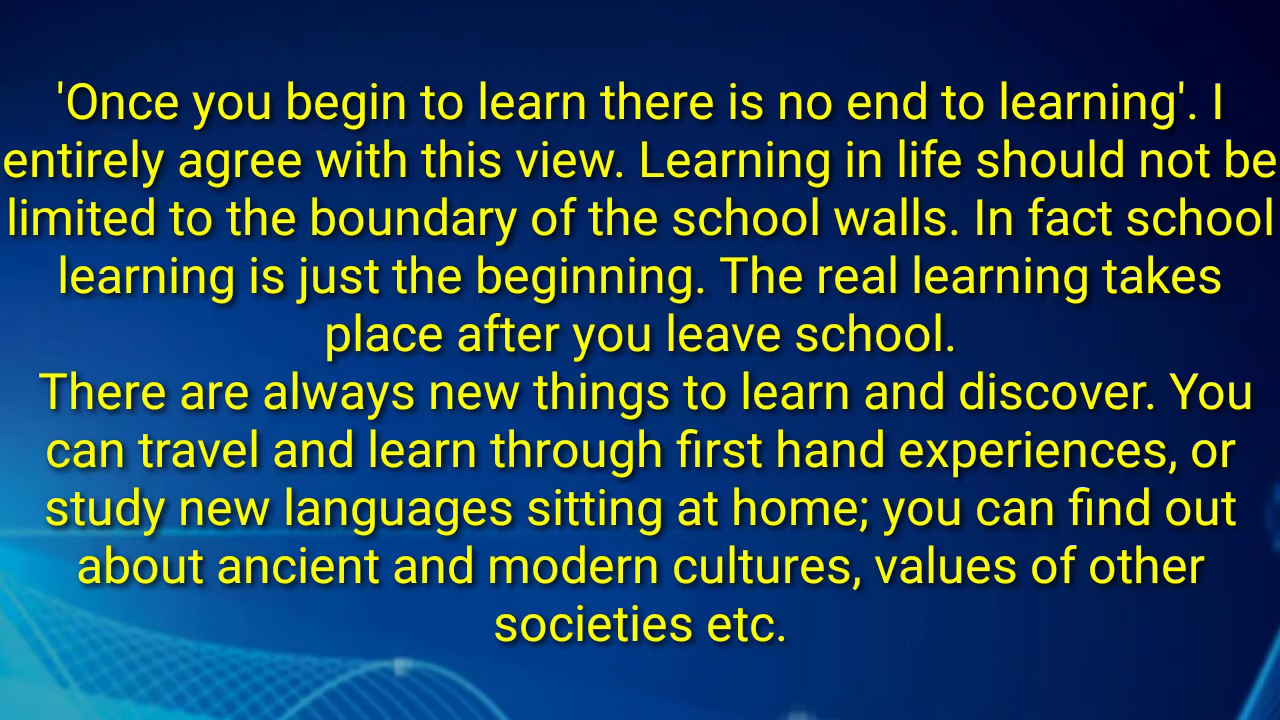 'Once you begin to learn there is no end to learning'. I
entirely agree with this view. Learning in life should not be
limited to the boundary of the school walls. In fact school
learning is just the beginning. The real learning takes
place after you leave school.
There are always new things to learn and discover. You
can travel and learn through first hand experiences, or
study new languages sitting at home; you can find out
about ancient and modern cultures, values of other
societies etc.